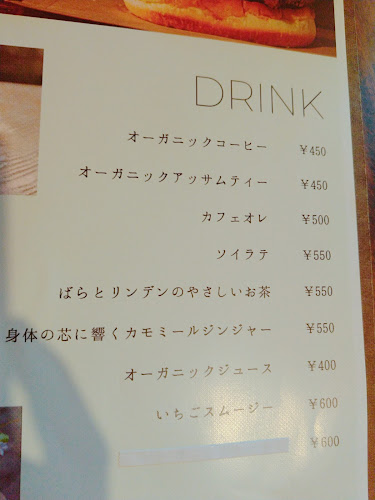 DRINK
オーガニックコーヒー ￥450
オーガニックアッサムティー ￥450
カフェオレ ￥500
ソイラテ ￥550
ばらとリンデンのやさしいお茶 ￥550
身体の芯に響くカモミールジンジャー ￥550
オーガニックジュース ￥400
いちごスムージー ￥600
￥600